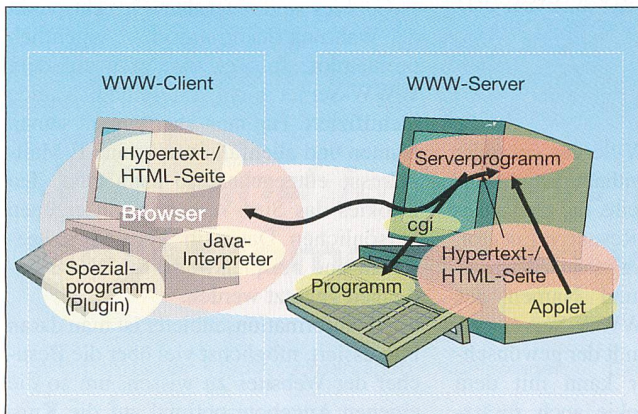 WWW-Client
Hypertext-/
HTML-Seite
Browser
Java-
Interpreter
Spezial-
programm
(Plugin)
WWW-Server
Serverprogramm
cgi
Hypertext-/
HTML-Seite
Programm
Applet